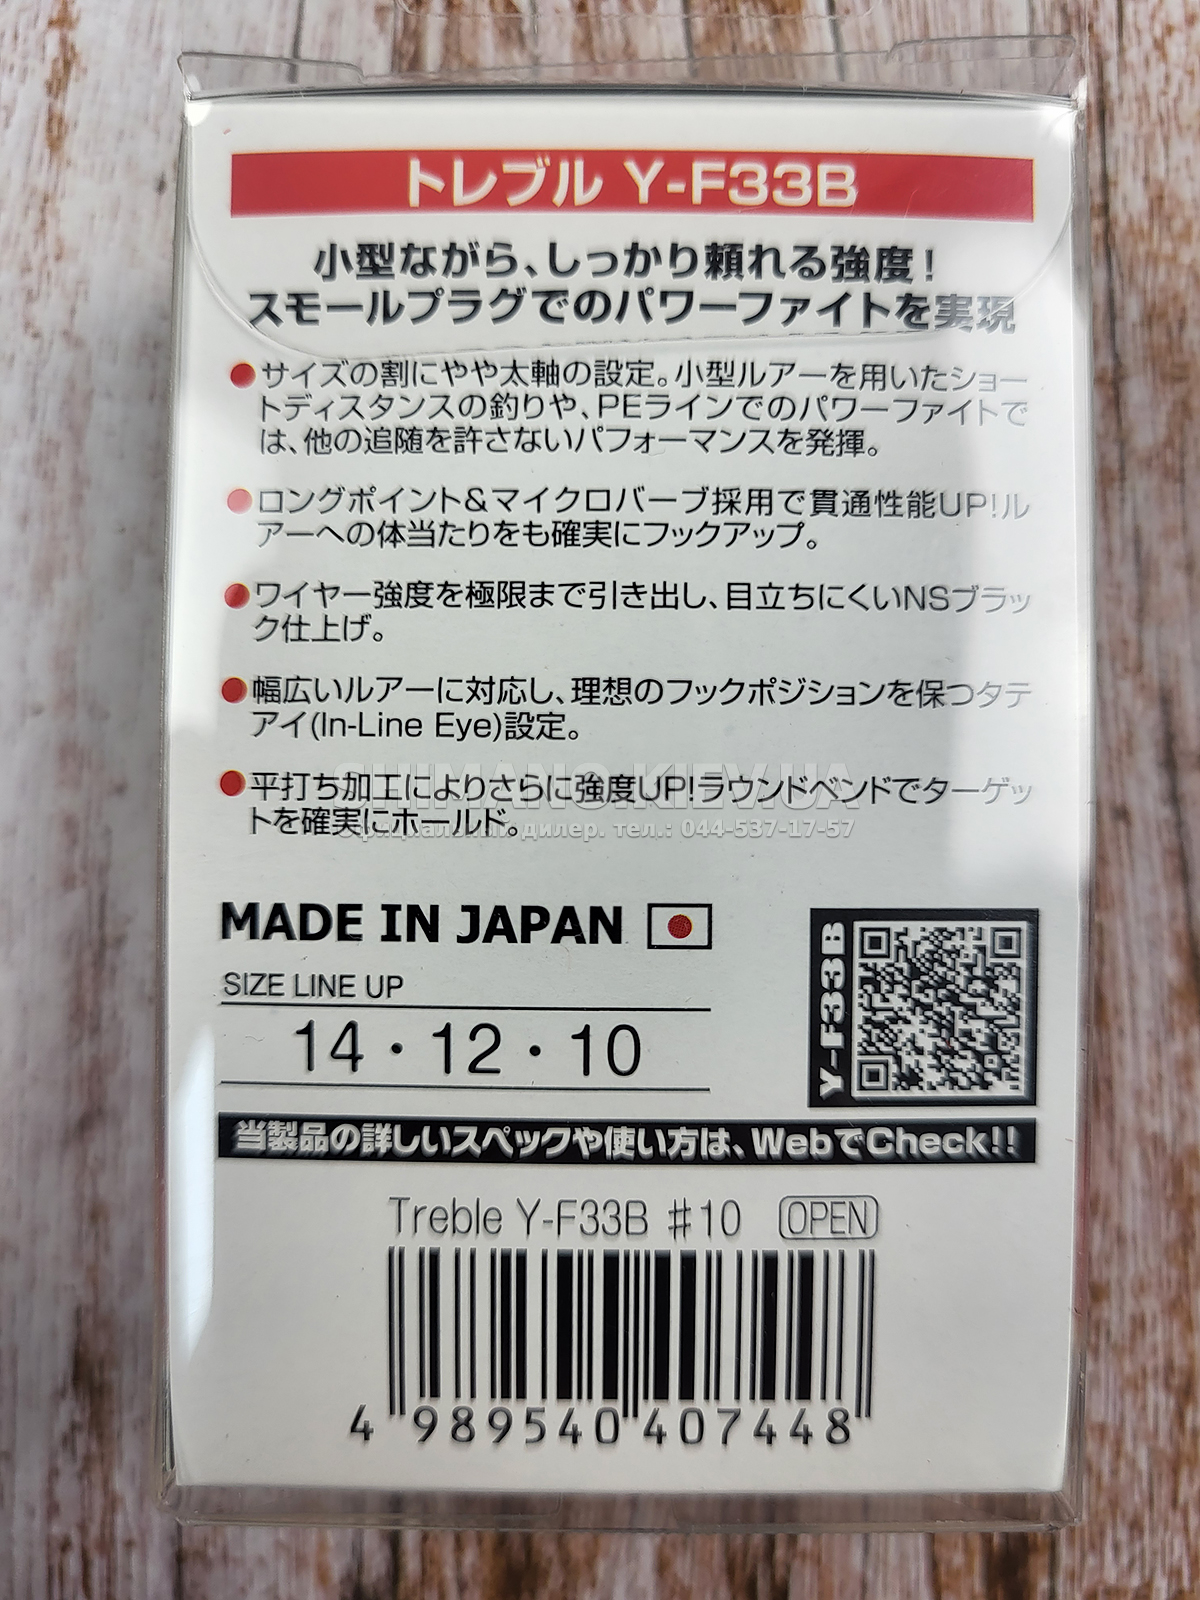 トレブル Y-F33B
小型ながら、しっかり頼れる強度!
スモールプラグでのパワーファイトを実現
●サイズの割にやや太軸の設定。小型ルアーを用いたショー
トディスタンスの釣りや、PEラインでのパワーファイトで
は、他の追随を許さないパフォーマンスを発揮。
●ロングポイント&マイクロバーブ採用で貫通性能UP!ル
アーへの体当たりをも確実にフックアップ。
●ワイヤー強度を極限まで引き出し、目立ちにくいNSブラッ
ク仕上げ。
●幅広いルアーに対応し、理想のフックポジションを保つタテ
アイ(In-Line Eye)設定。
●平打ち加工によりさらに強度UP!ラウンドベンドでターゲッ
トを確実にホールド。
SHIMANO.KIEV.UA
Официальный дилер. тел.: 044-537-17-57
MADE IN JAPAN
SIZE LINE UP
14・12・10
Y-F33B
当製品の詳しいスペックや使い方は、WebでCheck!!
Treble Y-F33B #10 OPEN
4 989540 407448